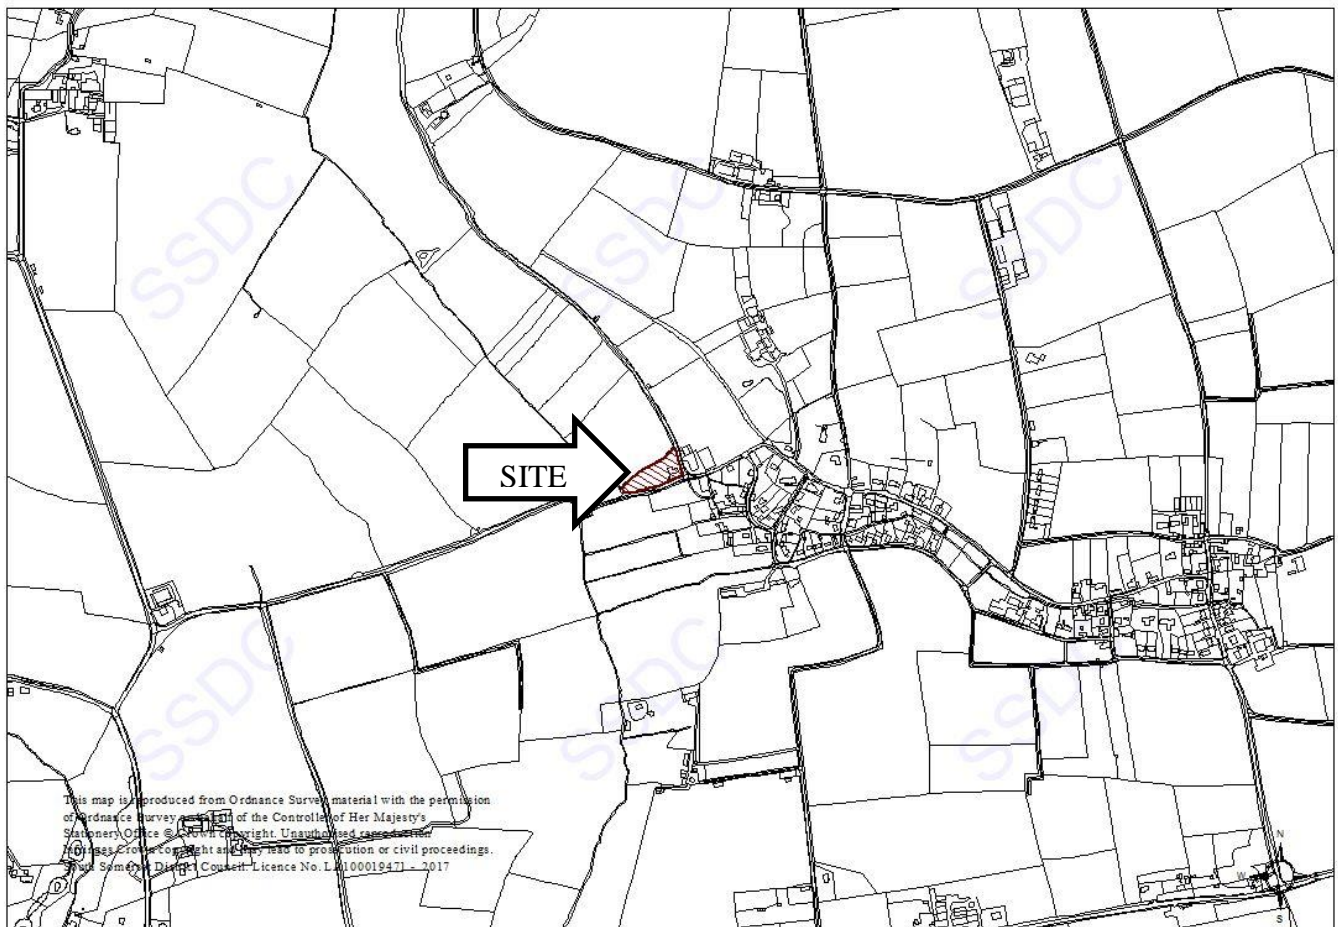 SSDC
SSDC
SSDC
SITE
SSDC
SSDC
SSDC
This map is reproduced from Ordnance Survey material with the permission
of Ordnance Survey on behalf of the Controller of Her Majesty's
Stationery Office © Crown copyright. Unauthorised reproduction
infringes Crown copyright and may lead to prosecution or civil proceedings.
South Somerset District Council. Licence No. LA100019471 - 2017
N
W
S